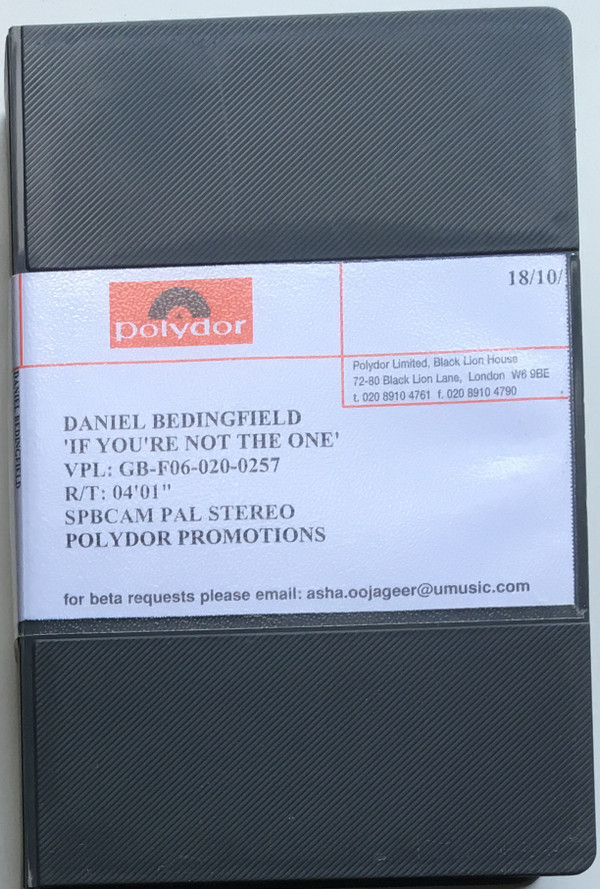 polydor
18/10/
Polydor Limited, Black Lion House
72-80 Black Lion Lane, London W6 9BE
t. 020 8910 4761 f. 020 8910 4790
DANIEL BEDINGFIELD
DANIEL BEDINGFIELD
'IF YOU'RE NOT THE ONE'
VPL: GB-F06-020-0257
R/T: 04'01"
SPBCAM PAL STEREO
POLYDOR PROMOTIONS
for beta requests please email: asha.oojageer@umusic.com